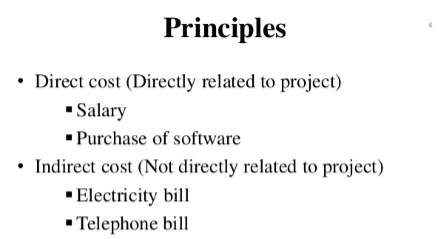 Principles
4
• Direct cost (Directly related to project)
▪ Salary
▪ Purchase of software
• Indirect cost (Not directly related to project)
▪ Electricity bill
▪ Telephone bill